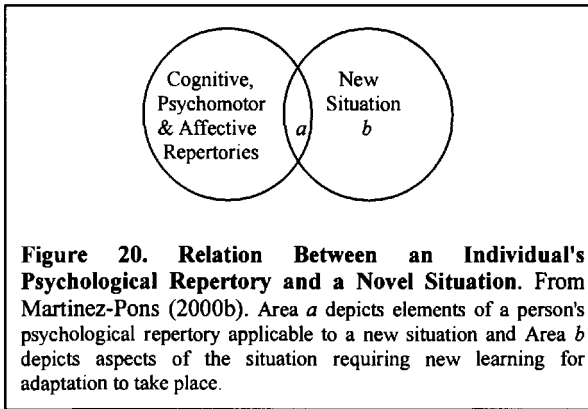 Cognitive,
Psychomotor
& Affective
Repertories
a
New
Situation
b
Figure 20. Relation Between an Individual's
Psychological Repertory and a Novel Situation. From
Martinez-Pons (2000b). Area a depicts elements of a person's
psychological repertory applicable to a new situation and Area b
depicts aspects of the situation requiring new learning for
adaptation to take place.